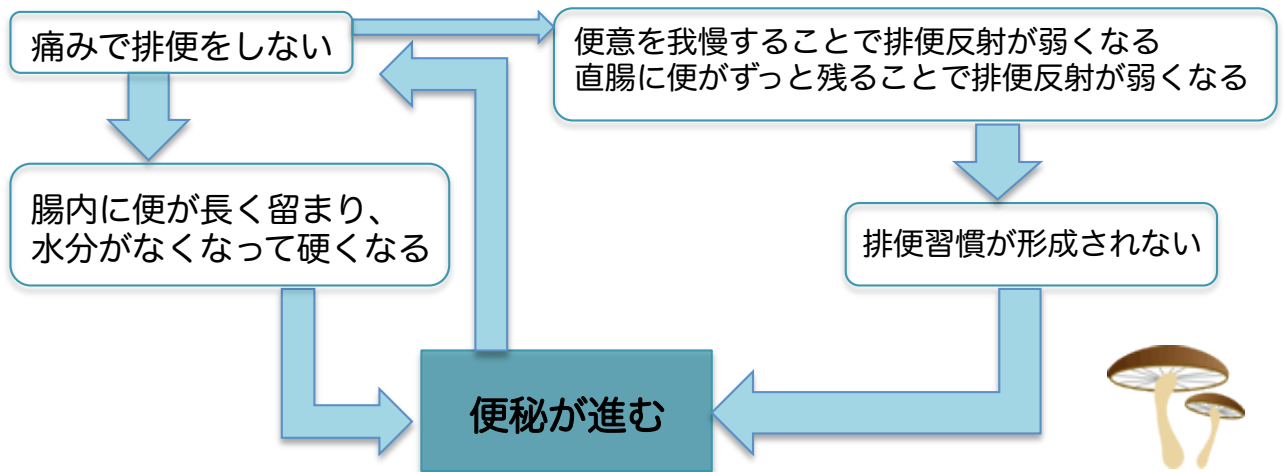 痛みで排便をしない
便意を我慢することで排便反射が弱くなる
直腸に便がずっと残ることで排便反射が弱くなる
腸内に便が長く留まり、
水分がなくなって硬くなる
排便習慣が形成されない
便秘が進む